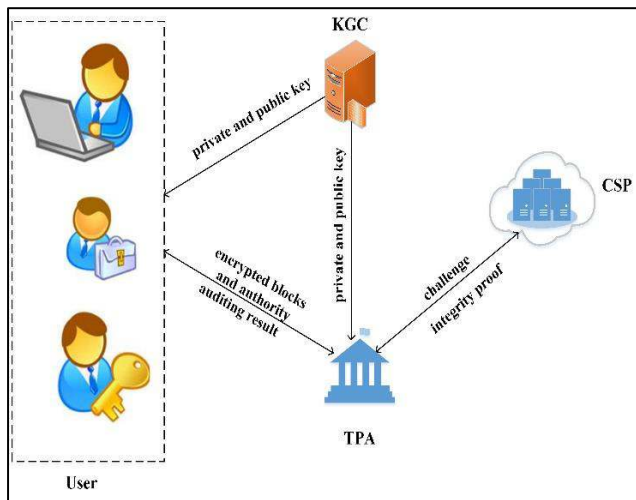 KGC
private and public key
private and public key
CSP
encrypted blocks
and authority
auditing result
challenge
integrity proof
TPA
User